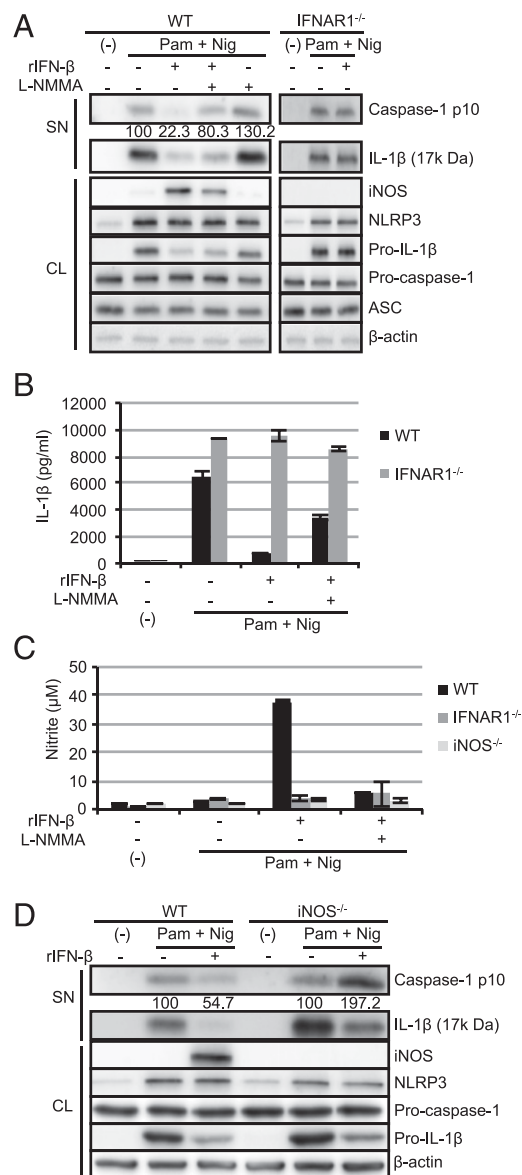 A
WT
IFNAR1-/-
(-) Pam + Nig
(-) Pam + Nig
rIFN-β - - + + - - - +
L-NMMA - - - + + - - -
SN
Caspase-1 p10
100 22.3 80.3 130.2
IL-1β (17k Da)
CL
iNOS
NLRP3
Pro-IL-1β
Pro-caspase-1
ASC
β-actin
B
IL-1β (pg/ml)
12000
10000
8000
6000
4000
2000
0
WT
IFNAR1-/-
rIFN-β - - + +
L-NMMA - - - +
(-) Pam + Nig
C
Nitrite (μM)
50
40
30
20
10
0
WT
IFNAR1-/-
iNOS-/-
rIFN-β - - + +
L-NMMA - - - +
(-) Pam + Nig
D
WT
iNOS-/-
(-) Pam + Nig (-) Pam + Nig
rIFN-β - - + - - +
SN
Caspase-1 p10
100 54.7 100 197.2
IL-1β (17k Da)
CL
iNOS
NLRP3
Pro-caspase-1
Pro-IL-1β
β-actin